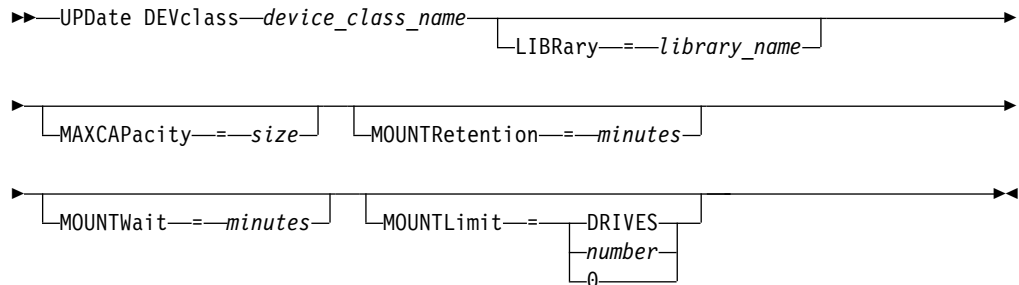 UPDate DEVclass device_class_name
LIBRary = library_name
MAXCAPacity = size MOUNTRetention = minutes
MOUNTWait = minutes MOUNTLimit = DRIVES
number
0